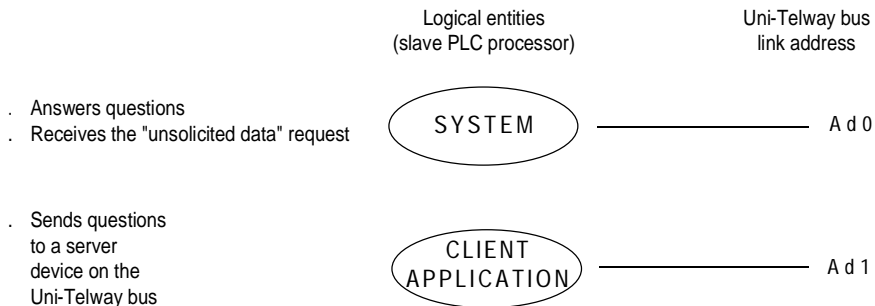 Logical entities
(slave PLC processor)
Uni-Telway bus
link address
. Answers questions
. Receives the "unsolicited data" request
SYSTEM
Ad0
. Sends questions
to a server
device on the
Uni-Telway bus
CLIENT
APPLICATION
Ad1